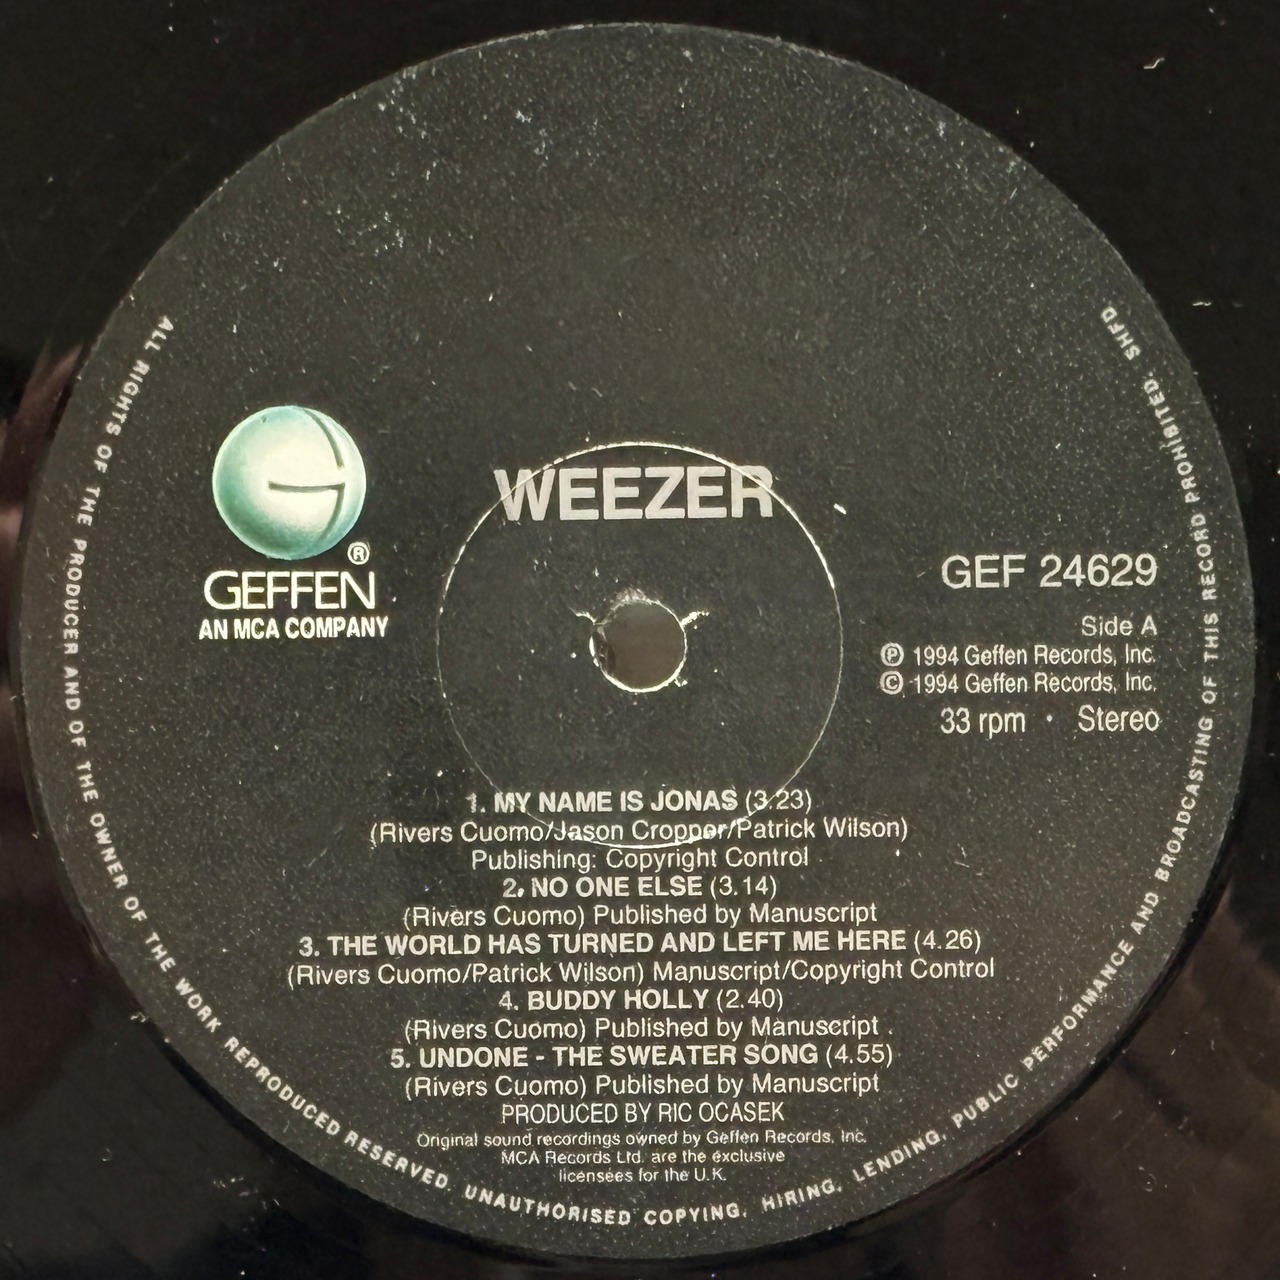 WEEZER
®
GEFFEN
AN MCA COMPANY
GEF 24629
Side A
℗ 1994 Geffen Records, Inc.
© 1994 Geffen Records, Inc.
33 rpm · Stereo
1. MY NAME IS JONAS (3.23)
(Rivers Cuomo/Jason Cropper/Patrick Wilson)
Publishing: Copyright Control
2. NO ONE ELSE (3.14)
(Rivers Cuomo) Published by Manuscript
3. THE WORLD HAS TURNED AND LEFT ME HERE (4.26)
(Rivers Cuomo/Patrick Wilson) Manuscript/Copyright Control
4. BUDDY HOLLY (2.40)
(Rivers Cuomo) Published by Manuscript
5. UNDONE - THE SWEATER SONG (4.55)
(Rivers Cuomo) Published by Manuscript
PRODUCED BY RIC OCASEK
Original sound recordings owned by Geffen Records, Inc.
MCA Records Ltd. are the exclusive
licensees for the U.K.
ALL RIGHTS OF THE PRODUCER AND OF THE OWNER OF THE WORK REPRODUCED RESERVED. UNAUTHORISED COPYING, HIRING, LENDING, PUBLIC PERFORMANCE AND BROADCASTING OF THIS RECORD PROHIBITED. SHFD